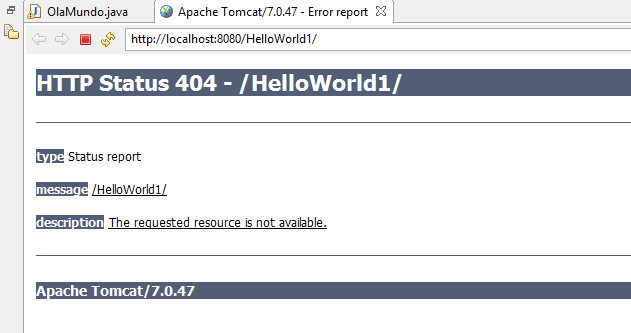 OlaMundo.java
Apache Tomcat/7.0.47 - Error report
http://localhost:8080/HelloWorld1/
HTTP Status 404 - /HelloWorld1/
type Status report
message /HelloWorld1/
description The requested resource is not available.
Apache Tomcat/7.0.47